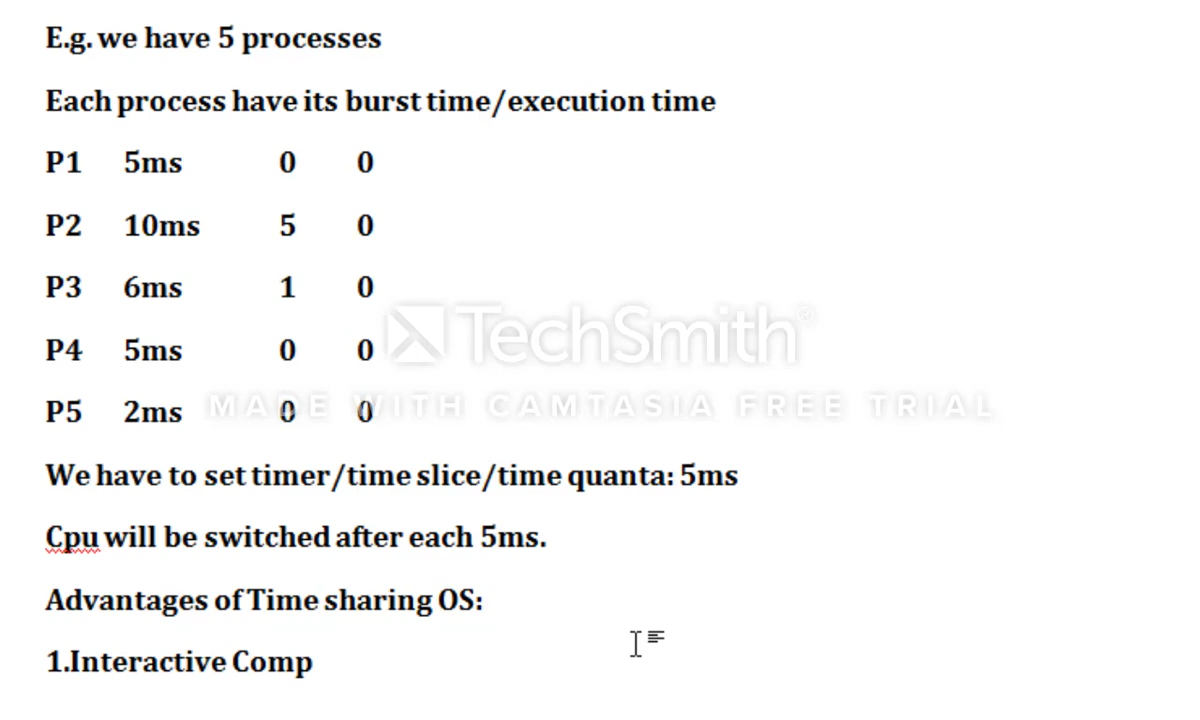 E.g. we have 5 processes
Each process have its burst time/execution time
P1 5ms 0 0
P2 10ms 5 0
P3 6ms 1 0
TechSmith®
P4 5ms 0 0
MADE WITH CAMTASIA FREE TRIAL
P5 2ms 0 0
We have to set timer/time slice/time quanta: 5ms
Cpu will be switched after each 5ms.
Advantages of Time sharing OS:
1.Interactive Comp